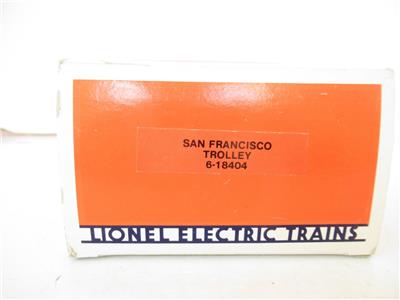 SAN FRANCISCO
TROLLEY
6-18404
LIONEL ELECTRIC TRAINS